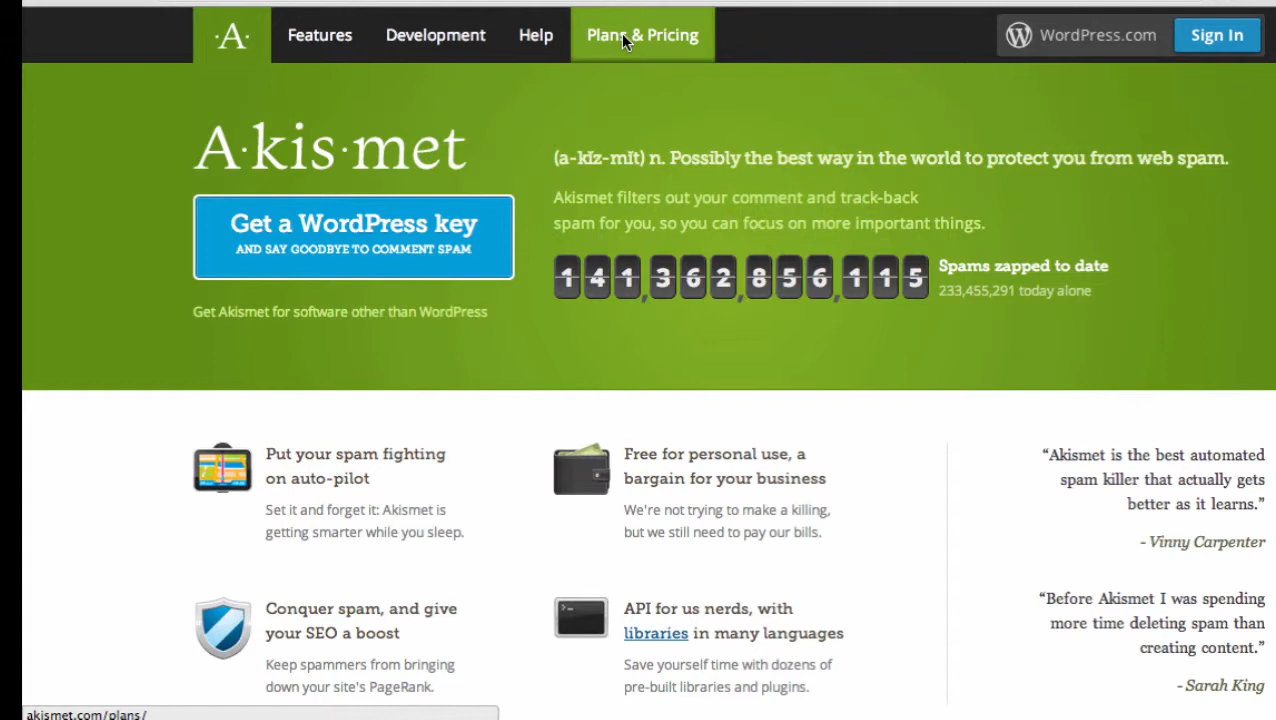 ·A·
Features
Development
Help
Plans & Pricing
WordPress.com
Sign In
A·kis·met
(a-kĭz-mĭt) n. Possibly the best way in the world to protect you from web spam.
Get a WordPress key
AND SAY GOODBYE TO COMMENT SPAM
Akismet filters out your comment and track-back
spam for you, so you can focus on more important things.
141,362,856,115
Spams zapped to date
233,455,291 today alone
Get Akismet for software other than WordPress
Put your spam fighting
on auto-pilot
Set it and forget it: Akismet is
getting smarter while you sleep.
Free for personal use, a
bargain for your business
We're not trying to make a killing,
but we still need to pay our bills.
“Akismet is the best automated
spam killer that actually gets
better as it learns.”
- Vinny Carpenter
Conquer spam, and give
your SEO a boost
Keep spammers from bringing
down your site's PageRank.
API for us nerds, with
libraries in many languages
Save yourself time with dozens of
pre-built libraries and plugins.
“Before Akismet I was spending
more time deleting spam than
creating content.”
- Sarah King
akismet.com/plans/